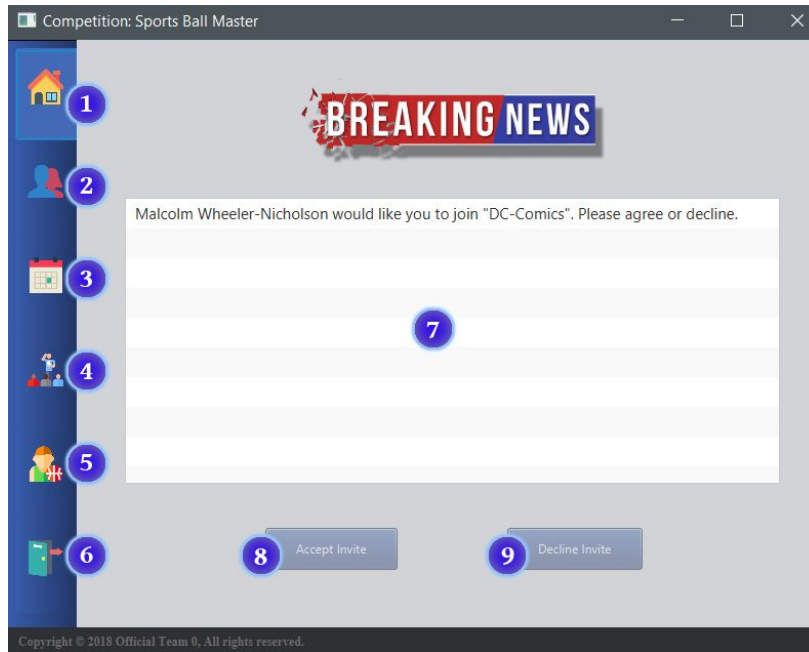 Competition: Sports Ball Master
1
BREAKING NEWS
2
Malcolm Wheeler-Nicholson would like you to join "DC-Comics". Please agree or decline.
3
7
4
5
6
8 Accept Invite
9 Decline Invite
Copyright © 2018 Official Team 0, All rights reserved.